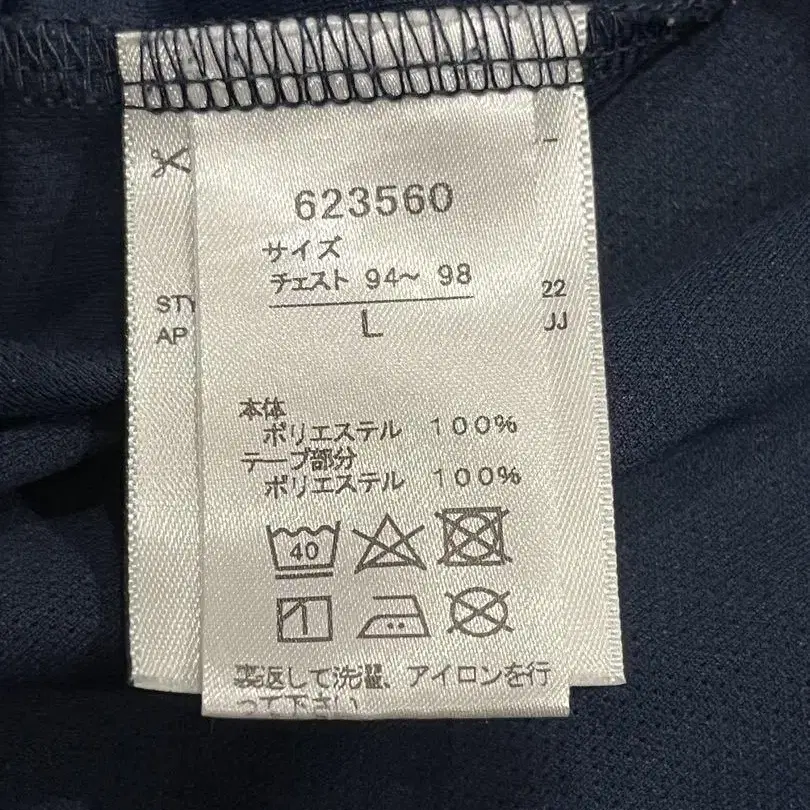 623560
サイズ
チェスト 94～ 98
L
STY
AP
22
JJ
本体
ポリエステル 100%
テープ部分
ポリエステル 100%
40
裏返して洗濯、アイロンを行
って下さい